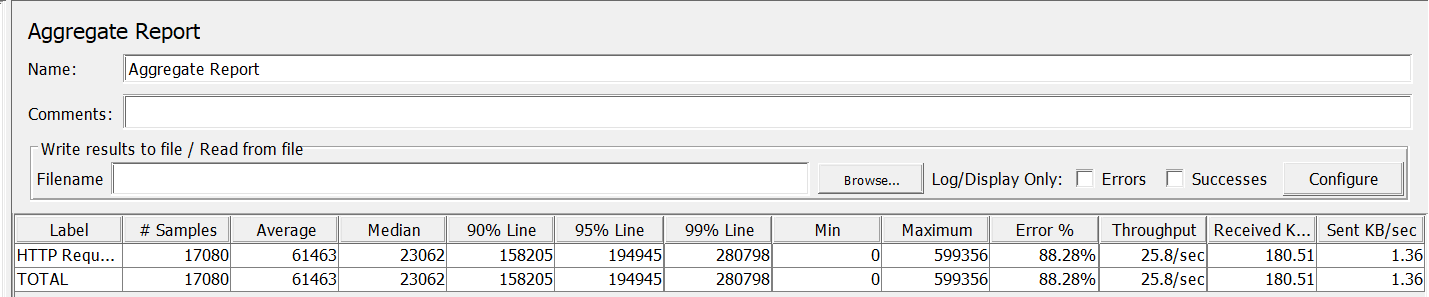 Aggregate Report
Name: Aggregate Report
Comments:
Write results to file / Read from file
Filename Browse... Log/Display Only: Errors Successes Configure
Label # Samples Average Median 90% Line 95% Line 99% Line Min Maximum Error % Throughput Received K... Sent KB/sec
HTTP Requ... 17080 61463 23062 158205 194945 280798 0 599356 88.28% 25.8/sec 180.51 1.36
TOTAL 17080 61463 23062 158205 194945 280798 0 599356 88.28% 25.8/sec 180.51 1.36